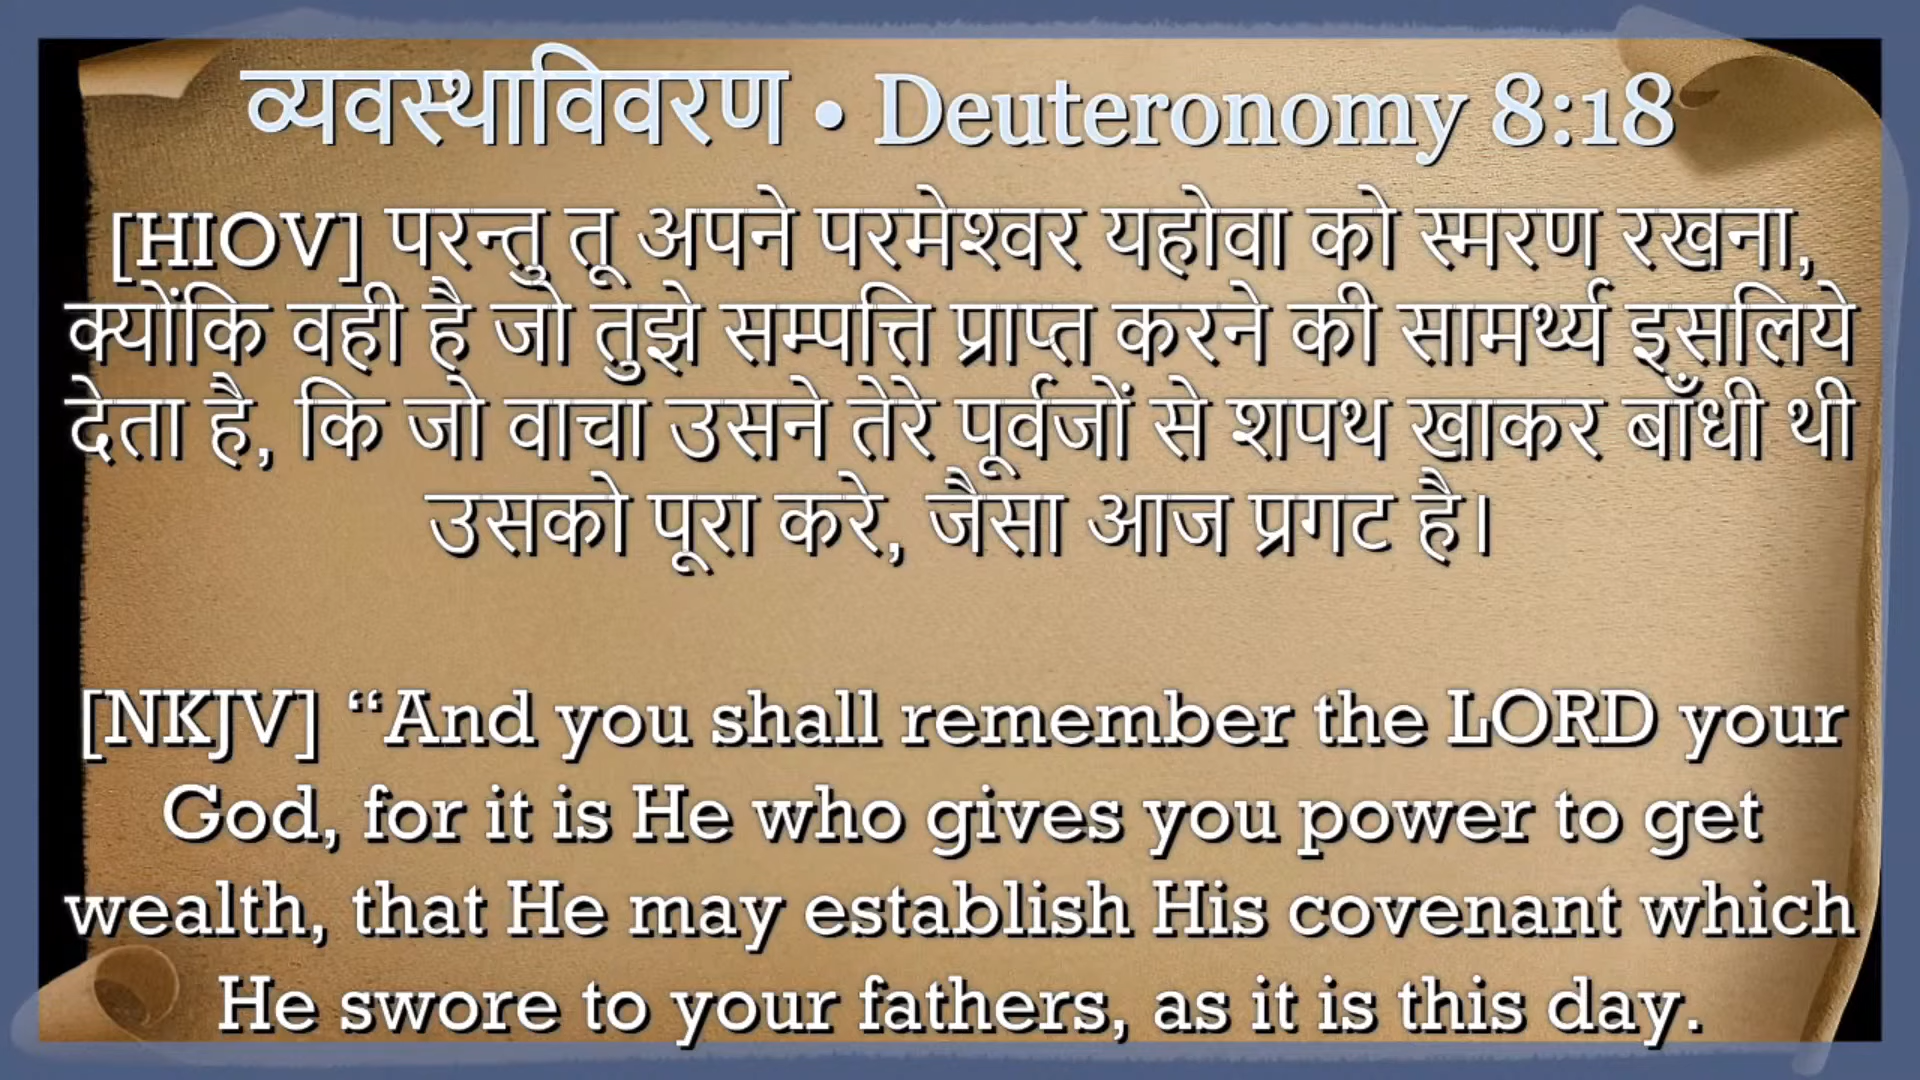 व्यवस्थाविवरण • Deuteronomy 8:18
[HIOV] परन्तु तू अपने परमेश्वर यहोवा को स्मरण रखना,
क्योंकि वही है जो तुझे सम्पत्ति प्राप्त करने की सामर्थ्य इसलिये
देता है, कि जो वाचा उसने तेरे पूर्वजों से शपथ खाकर बाँधी थी
उसको पूरा करे, जैसा आज प्रगट है।
[NKJV] “And you shall remember the LORD your
God, for it is He who gives you power to get
wealth, that He may establish His covenant which
He swore to your fathers, as it is this day.